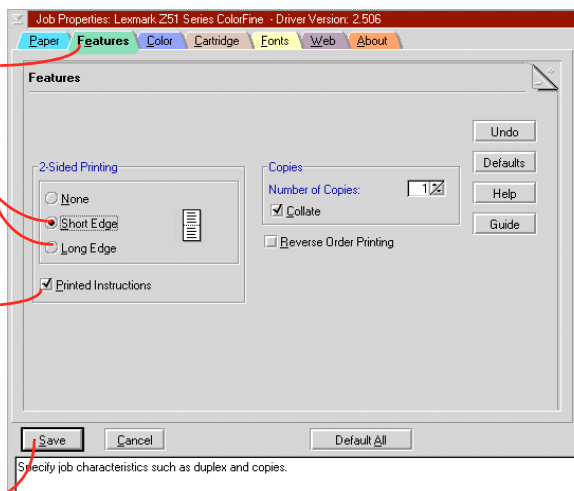 Job Properties: Lexmark Z51 Series ColorFine - Driver Version: 2.506
Paper Features Color Cartridge Fonts Web About
Features
Undo
2-Sided Printing
Copies
Defaults
None
Number of Copies: 1
Help
Short Edge
Collate
Guide
Long Edge
Reverse Order Printing
Printed Instructions
Save Cancel Default All
Specify job characteristics such as duplex and copies.